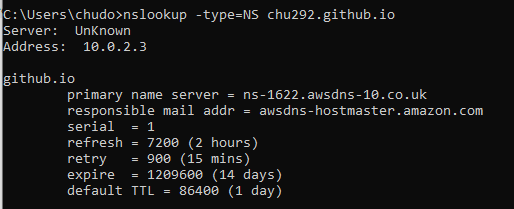 C:\Users\chudo>nslookup -type=NS chu292.github.io
Server:  UnKnown
Address:  10.0.2.3

github.io
        primary name server = ns-1622.awsdns-10.co.uk
        responsible mail addr = awsdns-hostmaster.amazon.com
        serial  = 1
        refresh = 7200 (2 hours)
        retry   = 900 (15 mins)
        expire  = 1209600 (14 days)
        default TTL = 86400 (1 day)